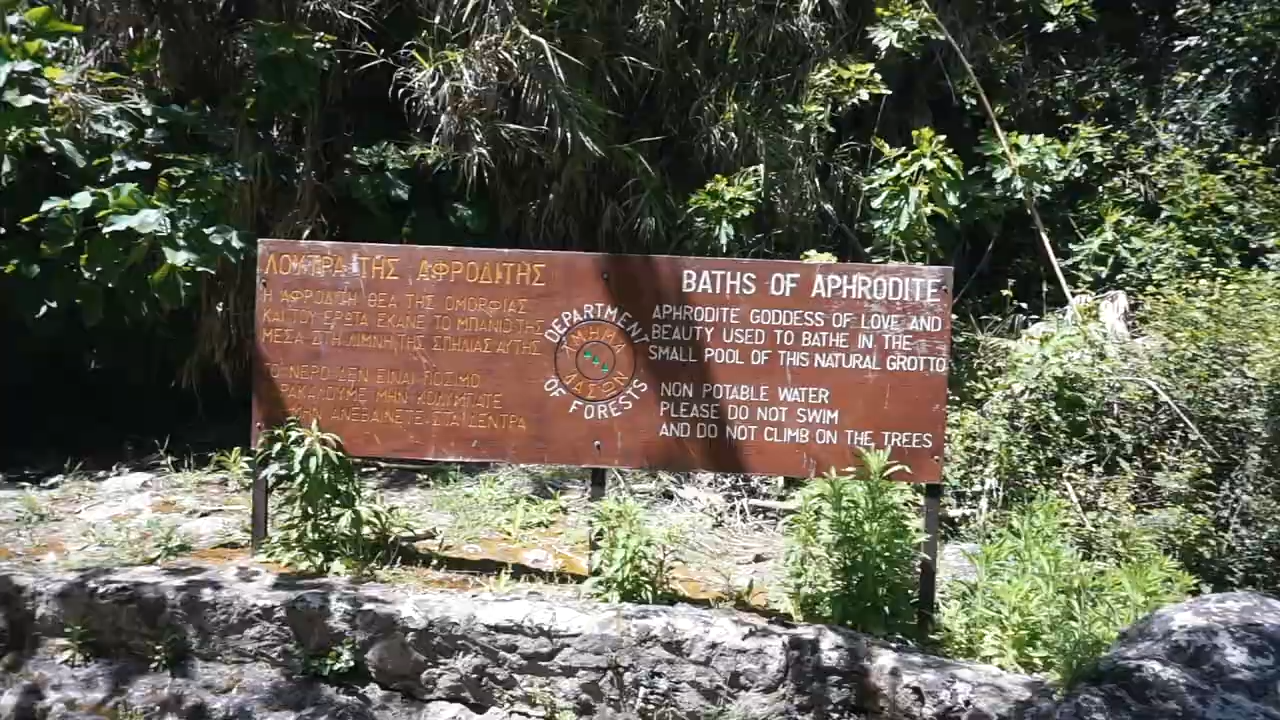 ΛΟΥΤΡΑ ΤΗΣ ΑΦΡΟΔΙΤΗΣ
Η ΑΦΡΟΔΙΤΗ ΘΕΑ ΤΗΣ ΟΜΟΡΦΙΑΣ
ΚΑΙ ΤΟΥ ΕΡΩΤΑ ΕΚΑΝΕ ΤΟ ΜΠΑΝΙΟ ΤΗΣ
ΜΕΣΑ ΣΤΗ ΛΙΜΝΗ ΤΗΣ ΣΠΗΛΙΑΣ ΑΥΤΗΣ
ΤΟ ΝΕΡΟ ΔΕΝ ΕΙΝΑΙ ΠΟΣΙΜΟ
ΠΑΡΑΚΑΛΟΥΜΕ ΜΗΝ ΚΟΛΥΜΠΑΤΕ
ΜΗΝ ΑΝΕΒΑΙΝΕΤΕ ΣΤΑ ΔΕΝΤΡΑ
DEPARTMENT
ΤΜΗΜΑ
ΔΑΣΩΝ
OF FORESTS
BATHS OF APHRODITE
APHRODITE GODDESS OF LOVE AND
BEAUTY USED TO BATHE IN THE
SMALL POOL OF THIS NATURAL GROTTO
NON POTABLE WATER
PLEASE DO NOT SWIM
AND DO NOT CLIMB ON THE TREES